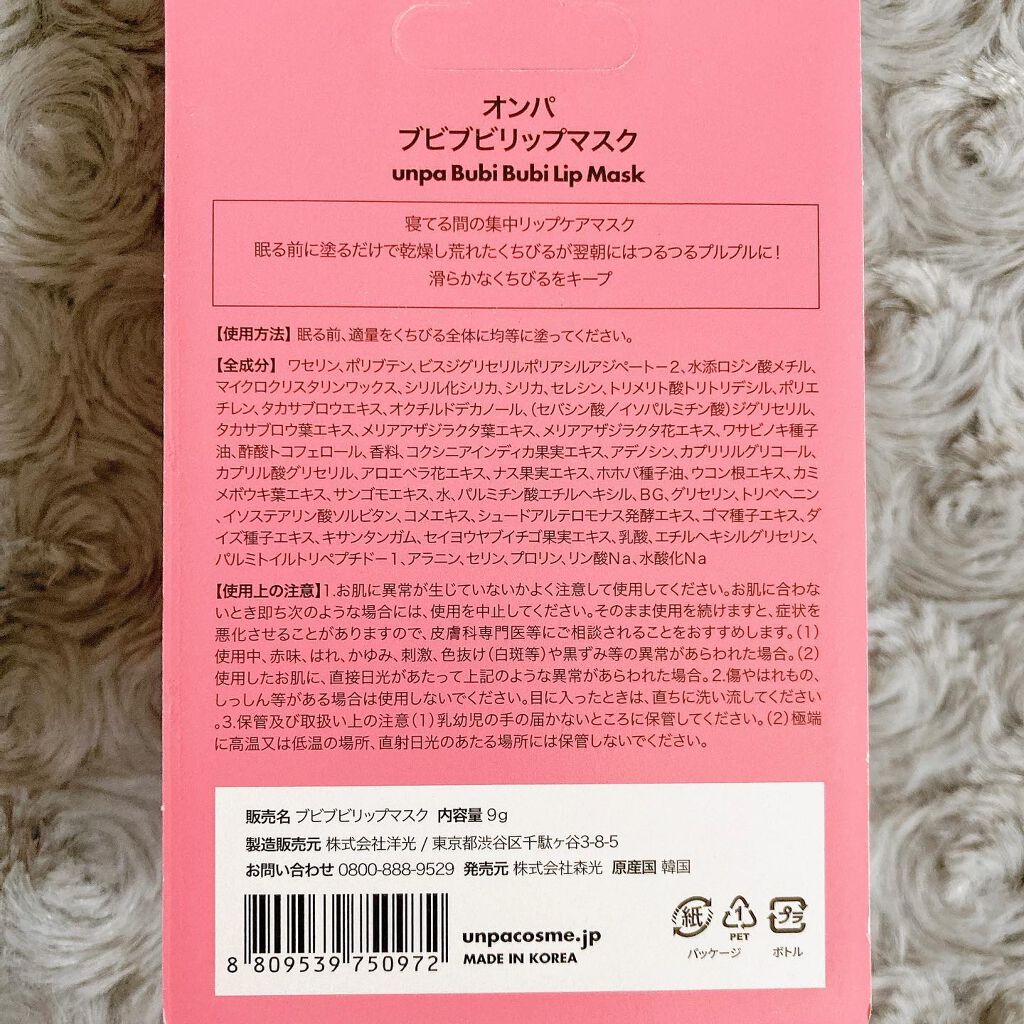 オンパ
ブビブビリップマスク
unpa Bubi Bubi Lip Mask
寝てる間の集中リップケアマスク
眠る前に塗るだけで乾燥し荒れたくちびるが翌朝にはつるつるプルプルに!
滑らかなくちびるをキープ
【使用方法】眠る前、適量をくちびる全体に均等に塗ってください。
【全成分】 ワセリン、ポリブテン、ビスジグリセリルポリアシルアジペート－2、水添ロジン酸メチル、
マイクロクリスタリンワックス、シリル化シリカ、シリカ、セレシン、トリメリト酸トリトリデシル、ポリエ
チレン、タカサブロウエキス、オクチルドデカノール、(セバシン酸／イソパルミチン酸)ジグリセリル、
タカサブロウ葉エキス、メリアアザジラクタ葉エキス、メリアアザジラクタ花エキス、ワサビノキ種子
油、酢酸トコフェロール、香料、コクシニアインディカ果実エキス、アデノシン、カプリリルグリコール、
カプリル酸グリセリル、アロエベラ花エキス、ナス果実エキス、ホホバ種子油、ウコン根エキス、カミ
メボウキ葉エキス、サンゴモエキス、水、パルミチン酸エチルヘキシル、BG、グリセリン、トリベヘニン
、イソステアリン酸ソルビタン、コメエキス、シュードアルテロモナス発酵エキス、ゴマ種子エキス、ダ
イズ種子エキス、キサンタンガム、セイヨウヤブイチゴ果実エキス、乳酸、エチルヘキシルグリセリン、
パルミトイルトリペプチド－1、アラニン、セリン、プロリン、リン酸Na、水酸化Na
【使用上の注意】1.お肌に異常が生じていないかよく注意して使用してください。お肌に合わな
いとき即ち次のような場合には、使用を中止してください。そのまま使用を続けますと、症状を
悪化させることがありますので、皮膚科専門医等にご相談されることをおすすめします。(1)
使用中、赤味、はれ、かゆみ、刺激、色抜け(白斑等)や黒ずみ等の異常があらわれた場合。(2)
使用したお肌に、直接日光があたって上記のような異常があらわれた場合。2.傷やはれもの、
しっしん等がある場合は使用しないでください。目に入ったときは、直ちに洗い流してください
。3.保管及び取扱い上の注意(1)乳幼児の手の届かないところに保管してください。(2)極端
に高温又は低温の場所、直射日光のあたる場所には保管しないでください。
販売名 ブビブビリップマスク 内容量 9g
製造販売元 株式会社洋光 / 東京都渋谷区千駄ヶ谷3-8-5
お問い合わせ 0800-888-9529 発売元 株式会社森光 原産国 韓国
紙 1 プラ
PET
パッケージ ボトル
unpacosme.jp
MADE IN KOREA
8 809539 750972